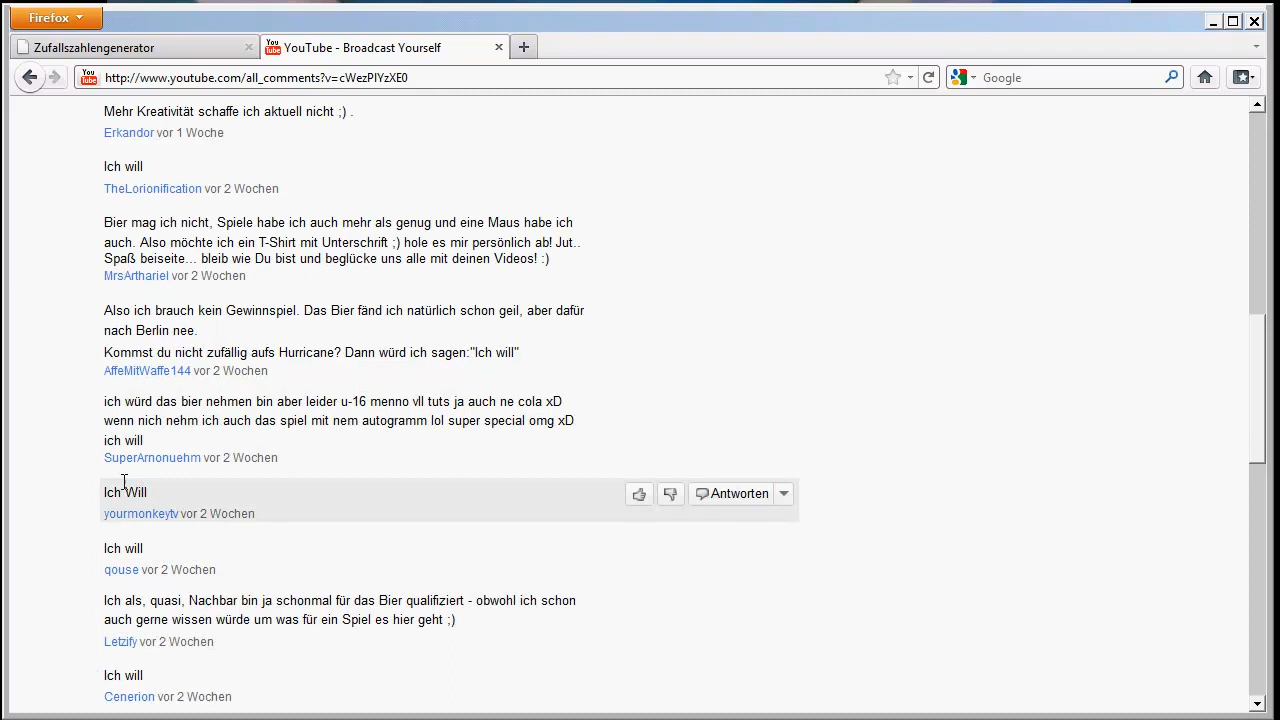 Firefox
Zufallszahlengenerator
You Tube YouTube - Broadcast Yourself
You Tube http://www.youtube.com/all_comments?v=cWezPIYzXE0
Google
Mehr Kreativität schaffe ich aktuell nicht ;) .
Erkandor vor 1 Woche
Ich will
TheLorionification vor 2 Wochen
Bier mag ich nicht, Spiele habe ich auch mehr als genug und eine Maus habe ich
auch. Also möchte ich ein T-Shirt mit Unterschrift ;) hole es mir persönlich ab! Jut..
Spaß beiseite... bleib wie Du bist und beglücke uns alle mit deinen Videos! :)
MrsArthariel vor 2 Wochen
Also ich brauch kein Gewinnspiel. Das Bier fänd ich natürlich schon geil, aber dafür
nach Berlin nee.
Kommst du nicht zufällig aufs Hurricane? Dann würd ich sagen:"Ich will"
AffeMitWaffe144 vor 2 Wochen
ich würd das bier nehmen bin aber leider u-16 menno vll tuts ja auch ne cola xD
wenn nich nehm ich auch das spiel mit nem autogramm lol super special omg xD
ich will
SuperArnonuehm vor 2 Wochen
Ich Will
Antworten
yourmonkeytv vor 2 Wochen
Ich will
qouse vor 2 Wochen
Ich als, quasi, Nachbar bin ja schonmal für das Bier qualifiziert - obwohl ich schon
auch gerne wissen würde um was für ein Spiel es hier geht ;)
Letzify vor 2 Wochen
Ich will
Cenerion vor 2 Wochen